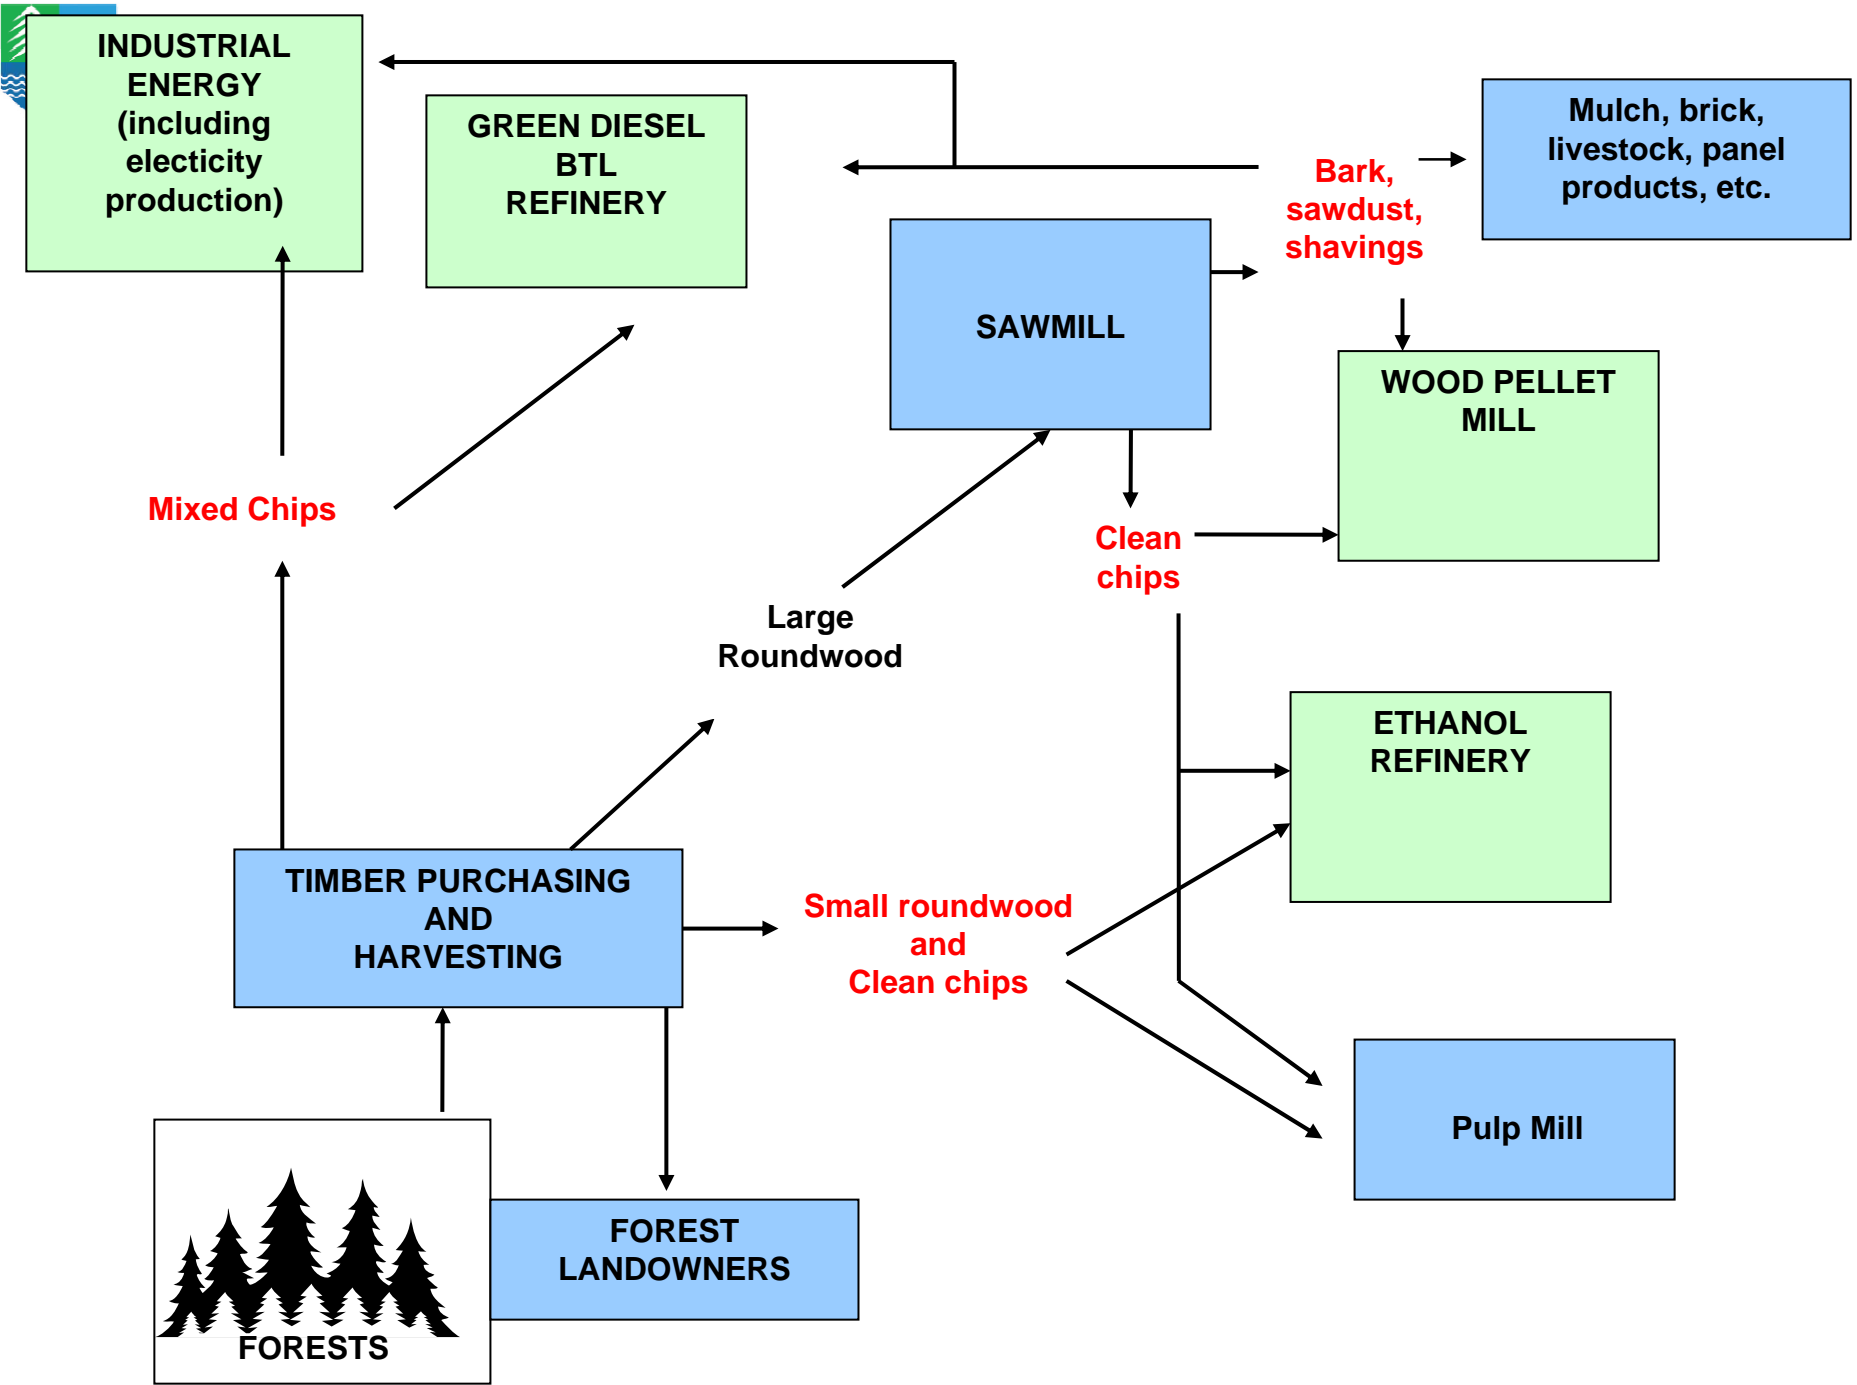 INDUSTRIAL
ENERGY
(including
electicity
production)
GREEN DIESEL
BTL
REFINERY
Mulch, brick,
livestock, panel
products, etc.
Bark,
sawdust,
shavings
SAWMILL
WOOD PELLET
MILL
Mixed Chips
Clean
chips
Large
Roundwood
ETHANOL
REFINERY
TIMBER PURCHASING
AND
HARVESTING
Small roundwood
and
Clean chips
Pulp Mill
FOREST
LANDOWNERS
FORESTS